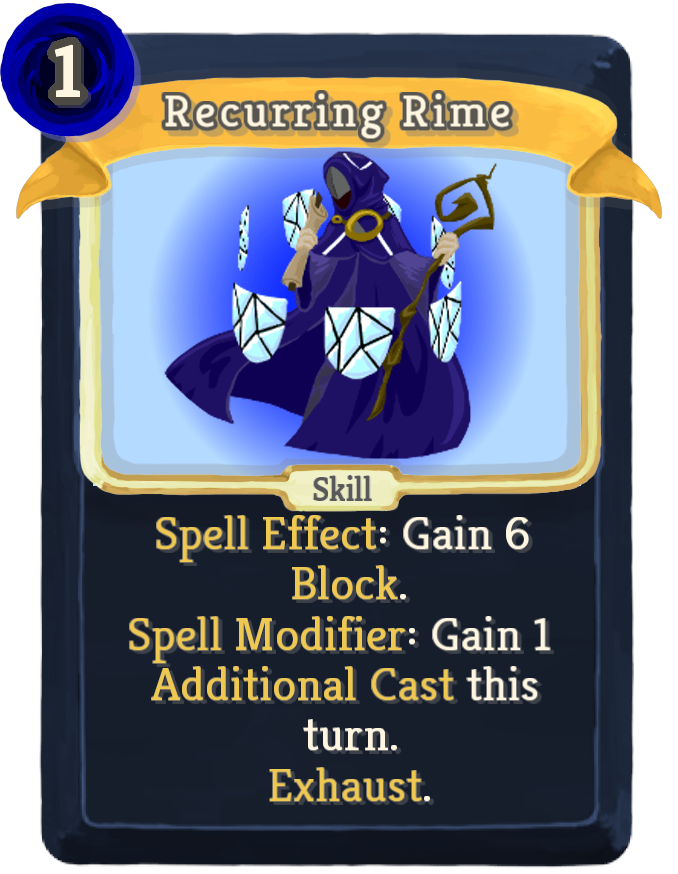 1
Recurring Rime
Skill
Spell Effect: Gain 6
Block.
Spell Modifier: Gain 1
Additional Cast this
turn.
Exhaust.